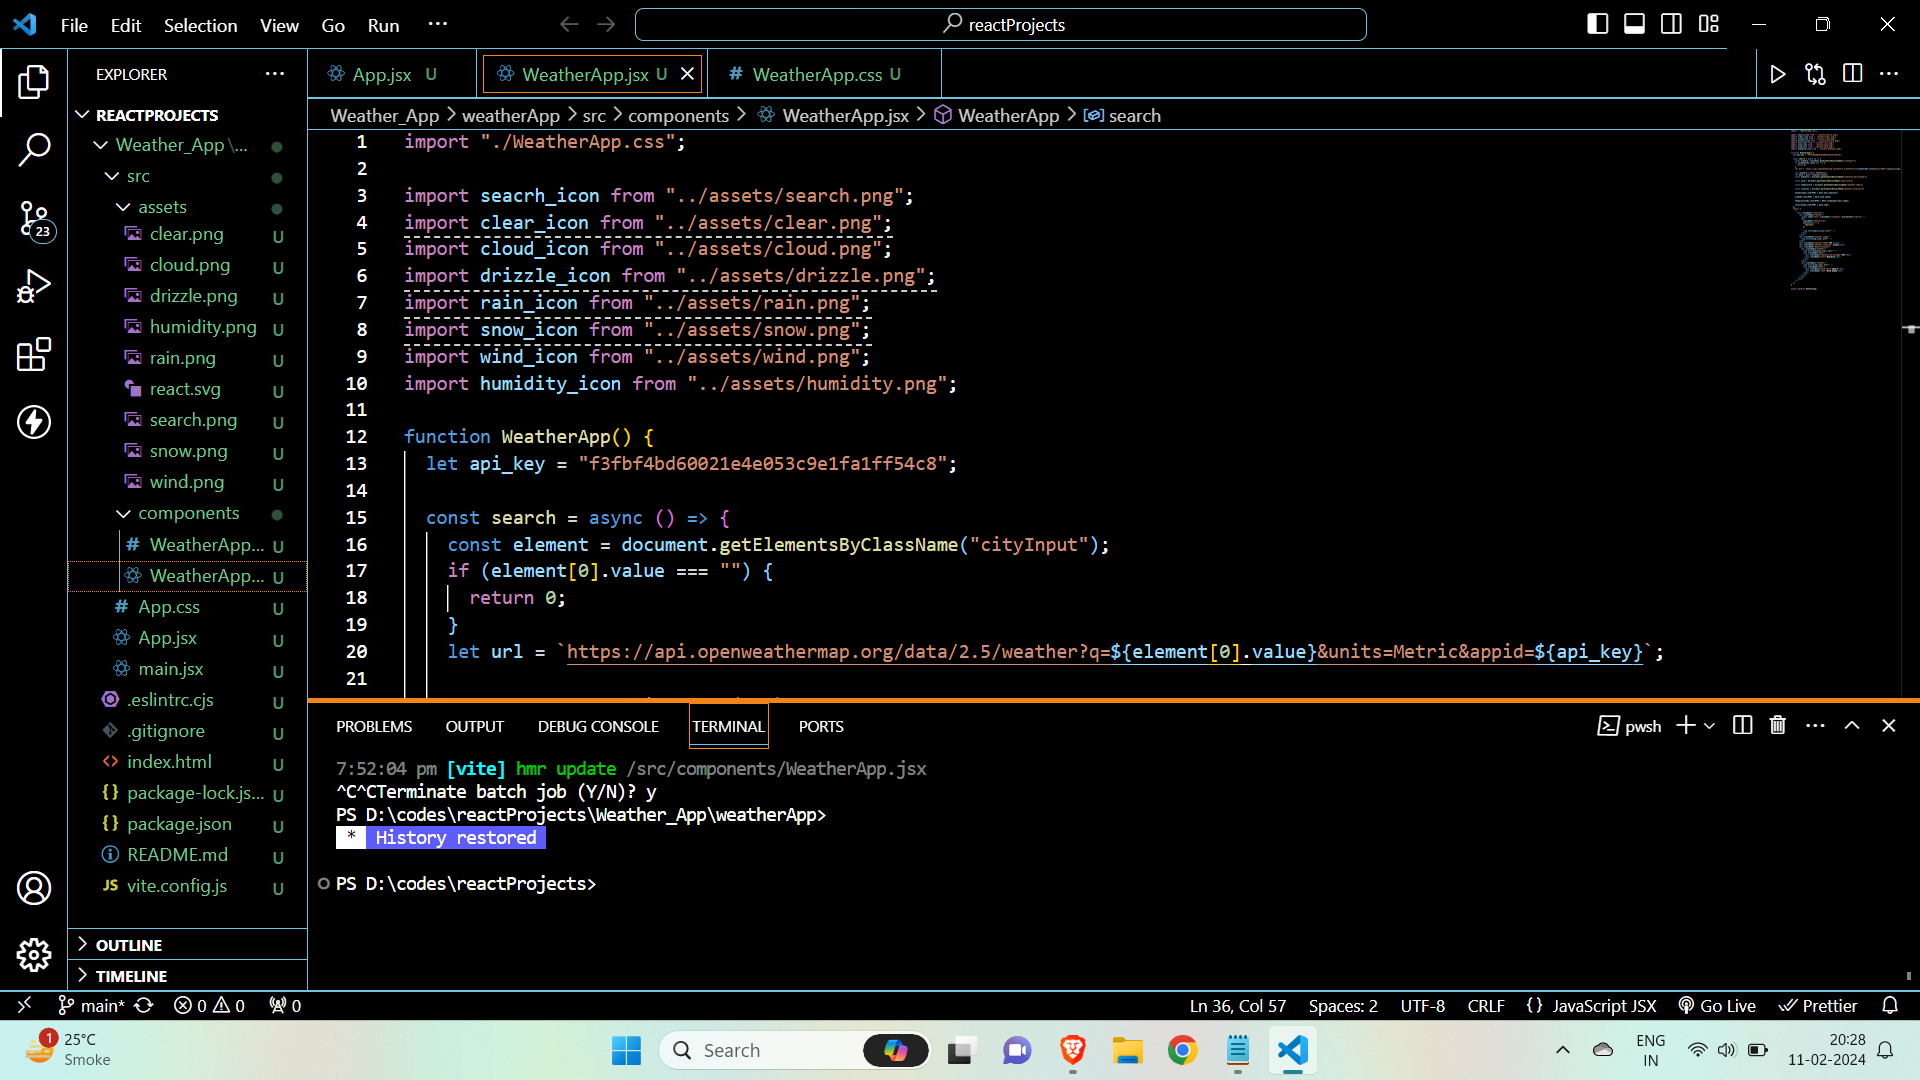 File Edit Selection View Go Run ··· reactProjects
EXPLORER ···
REACTPROJECTS
Weather_App\...
src
assets
clear.png U
cloud.png U
drizzle.png U
humidity.png U
rain.png U
react.svg U
search.png U
snow.png U
wind.png U
components
# WeatherApp... U
WeatherApp... U
# App.css U
App.jsx U
main.jsx U
.eslintrc.cjs U
.gitignore U
<> index.html U
{} package-lock.js... U
{} package.json U
README.md U
JS vite.config.js U
OUTLINE
TIMELINE
23
App.jsx U WeatherApp.jsx U # WeatherApp.css U
Weather_App > weatherApp > src > components > WeatherApp.jsx > WeatherApp > search
1 import "./WeatherApp.css";
2
3 import seacrh_icon from "../assets/search.png";
4 import clear_icon from "../assets/clear.png";
5 import cloud_icon from "../assets/cloud.png";
6 import drizzle_icon from "../assets/drizzle.png";
7 import rain_icon from "../assets/rain.png";
8 import snow_icon from "../assets/snow.png";
9 import wind_icon from "../assets/wind.png";
10 import humidity_icon from "../assets/humidity.png";
11
12 function WeatherApp() {
13 let api_key = "f3fbf4bd60021e4e053c9e1fa1ff54c8";
14
15 const search = async () => {
16 const element = document.getElementsByClassName("cityInput");
17 if (element[0].value === "") {
18 return 0;
19 }
20 let url = `https://api.openweathermap.org/data/2.5/weather?q=${element[0].value}&units=Metric&appid=${api_key}`;
21
PROBLEMS OUTPUT DEBUG CONSOLE TERMINAL PORTS pwsh
7:52:04 pm [vite] hmr update /src/components/WeatherApp.jsx
^C^CTerminate batch job (Y/N)? y
PS D:\codes\reactProjects\Weather_App\weatherApp>
* History restored
PS D:\codes\reactProjects>
main* 0 0 0 Ln 36, Col 57 Spaces: 2 UTF-8 CRLF {} JavaScript JSX Go Live Prettier
1 25°C
Smoke
Search
ENG
IN
20:28
11-02-2024